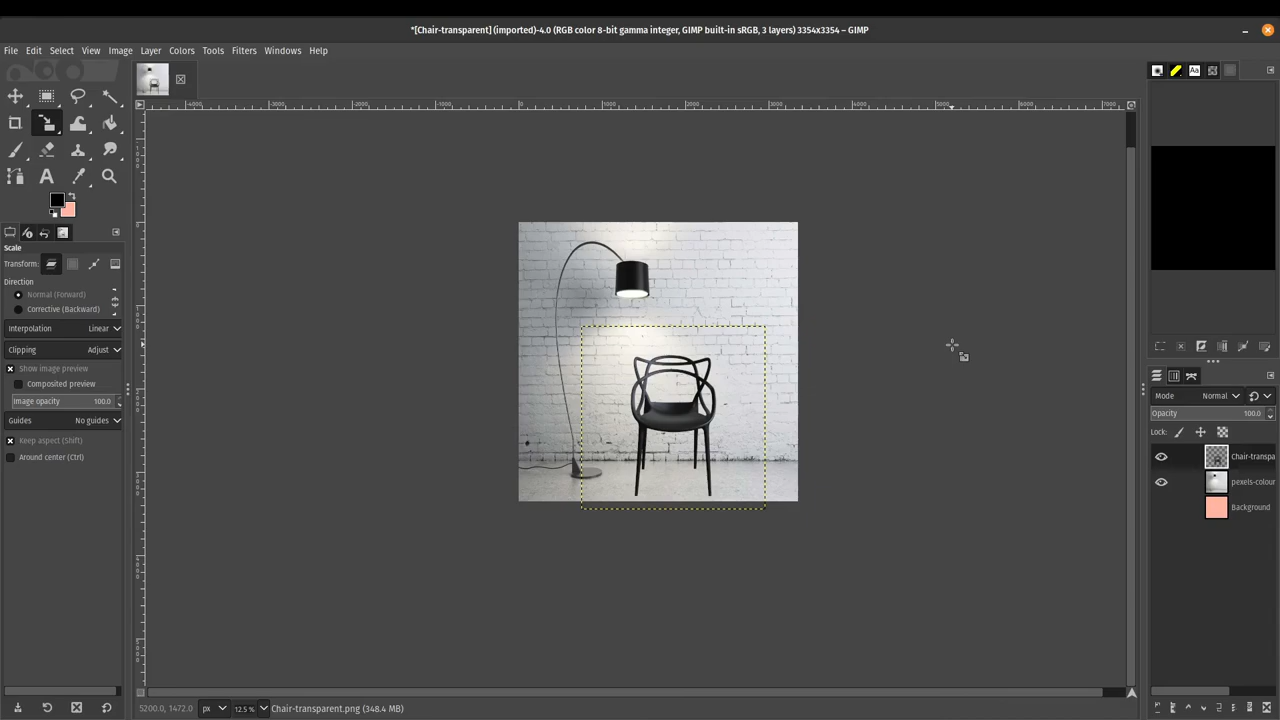 *[Chair-transparent] (imported)-4.0 (RGB color 8-bit gamma integer, GIMP built-in sRGB, 3 layers) 3354x3354 – GIMP
File Edit Select View Image Layer Colors Tools Filters Windows Help
Scale
Transform:
Direction
Normal (Forward)
Corrective (Backward)
Interpolation Linear
Clipping Adjust
Show image preview
Composited preview
Image opacity 100.0
Guides No guides
Keep aspect (Shift)
Around center (Ctrl)
Mode Normal
Opacity 100.0
Lock:
Chair-transpa
pexels-colour
Background
5200.0, 1472.0 px 12.5 % Chair-transparent.png (348.4 MB)